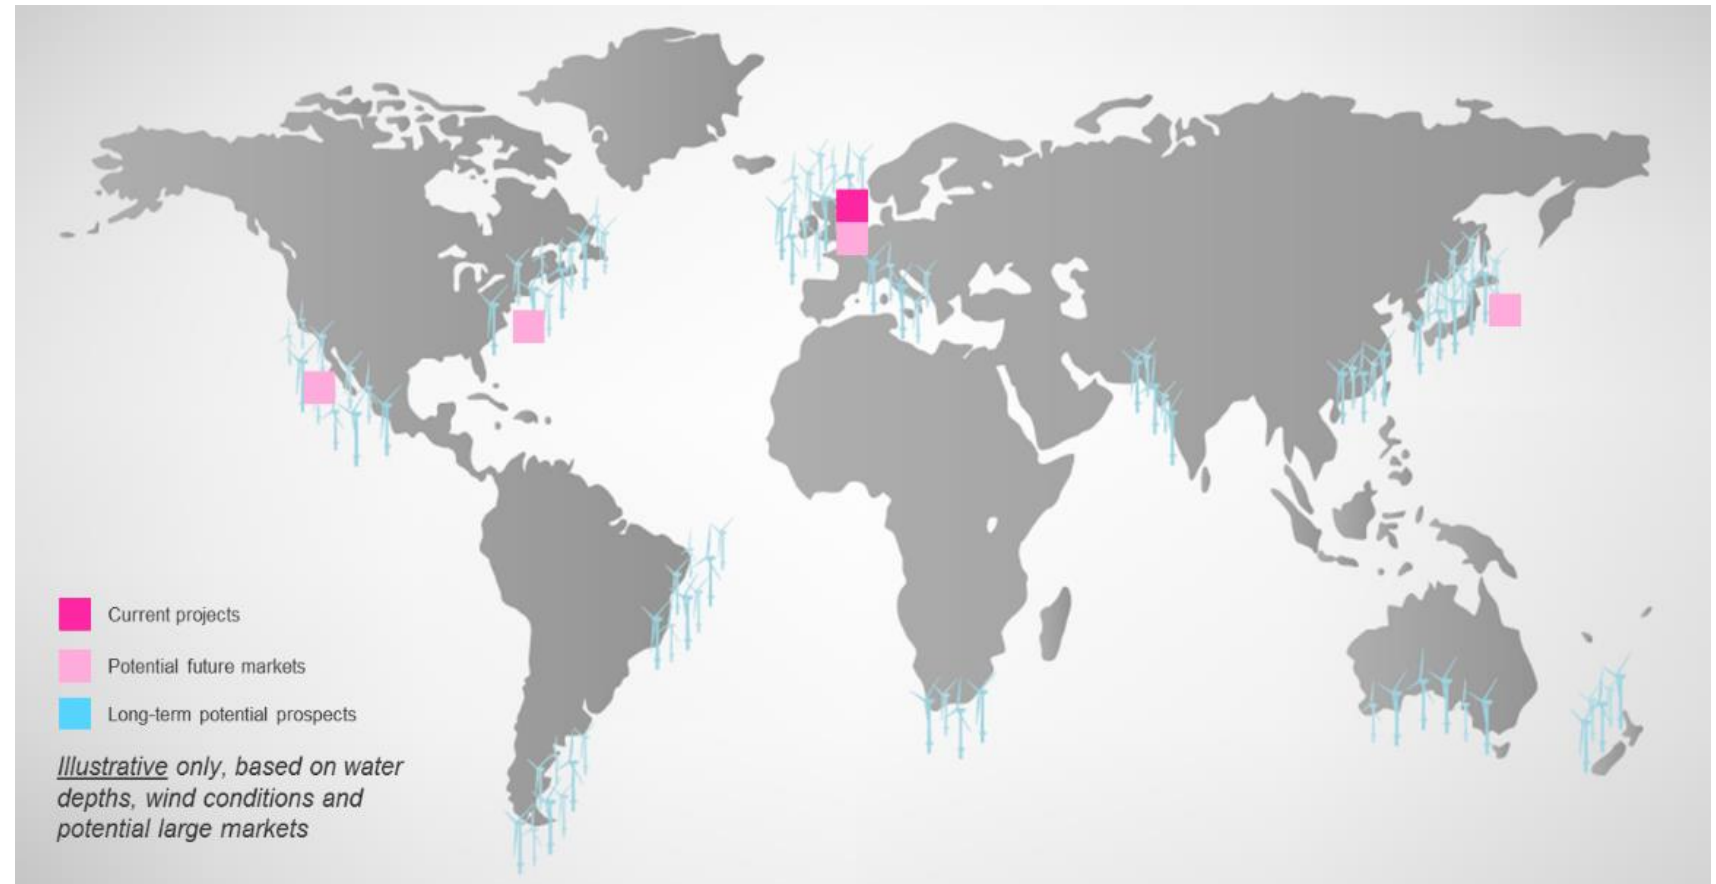 Current projects
Potential future markets
Long-term potential prospects
Illustrative only, based on water
depths, wind conditions and
potential large markets